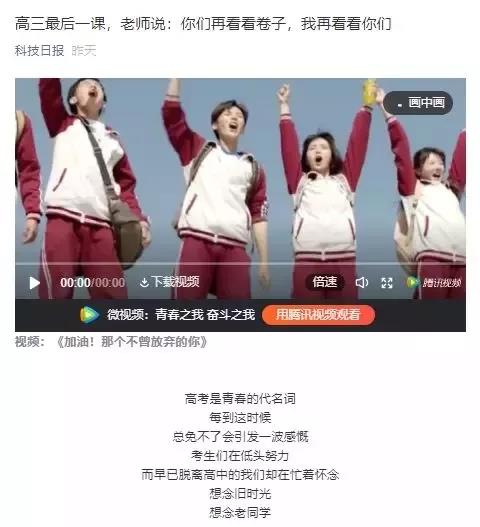 高三最后一课，老师说：你们再看看卷子，我再看看你们
科技日报 昨天
画中画
00:00/00:00 下载视频 倍速 腾讯视频
微视频：青春之我 奋斗之我 用腾讯视频观看
视频：《加油！那个不曾放弃的你》
高考是青春的代名词
每到这时候
总免不了会引发一波感慨
考生们在低头努力
而早已脱离高中的我们却在忙着怀念
想念旧时光
想念老同学